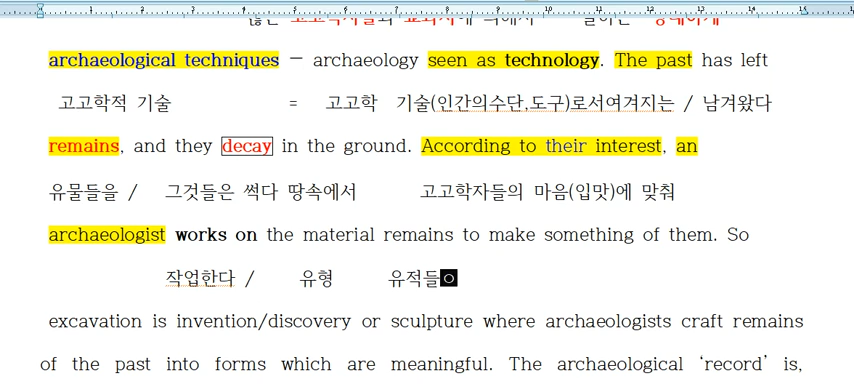 archaeological techniques — archaeology seen as technology. The past has left
고고학적 기술 = 고고학 기술(인간의수단,도구)로서여겨지는 / 남겨왔다
remains, and they decay in the ground. According to their interest, an
유물들을 / 그것들은 썩다 땅속에서 고고학자들의 마음(입맛)에 맞춰
archaeologist works on the material remains to make something of them. So
작업한다 / 유형 유적들ㅇ
excavation is invention/discovery or sculpture where archaeologists craft remains
of the past into forms which are meaningful. The archaeological ‘record’ is,